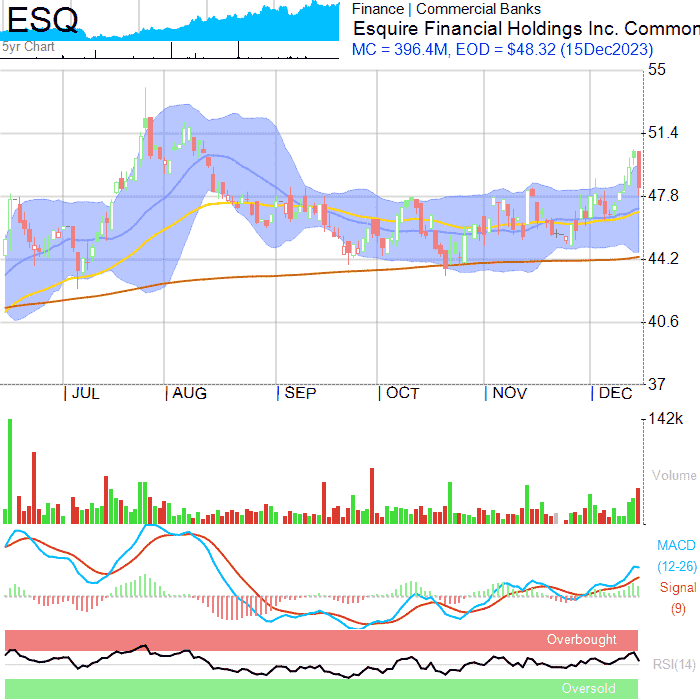 ESQ
5yr Chart
Finance | Commercial Banks
Esquire Financial Holdings Inc. Common
MC = 396.4M, EOD = $48.32 (15Dec2023)
55
51.4
47.8
44.2
40.6
37
| JUL | AUG | SEP | OCT | NOV | DEC
142k
Volume
MACD
(12-26)
Signal
(9)
Overbought
RSI(14)
Oversold